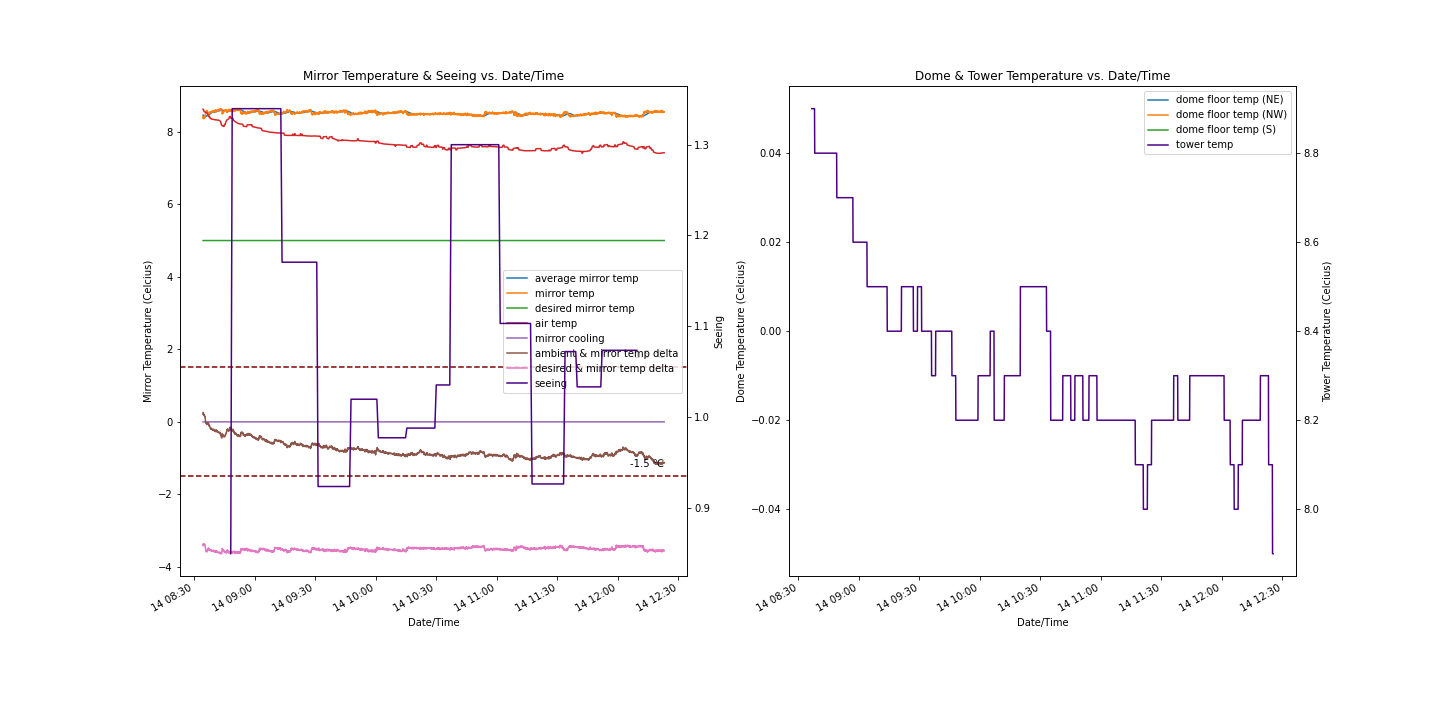 Mirror Temperature & Seeing vs. Date/Time
Mirror Temperature (Celcius)
8
6
4
2
0
−2
−4
average mirror temp
mirror temp
desired mirror temp
air temp
mirror cooling
ambient & mirror temp delta
desired & mirror temp delta
seeing
-1.5 °C
1.3
1.2
1.1
1.0
0.9
Seeing
14 08:30
14 09:00
14 09:30
14 10:00
14 10:30
14 11:00
14 11:30
14 12:00
14 12:30
Date/Time
Dome & Tower Temperature vs. Date/Time
Dome Temperature (Celcius)
0.04
0.02
0.00
−0.02
−0.04
dome floor temp (NE)
dome floor temp (NW)
dome floor temp (S)
tower temp
8.8
8.6
8.4
8.2
8.0
Tower Temperature (Celcius)
14 08:30
14 09:00
14 09:30
14 10:00
14 10:30
14 11:00
14 11:30
14 12:00
14 12:30
Date/Time